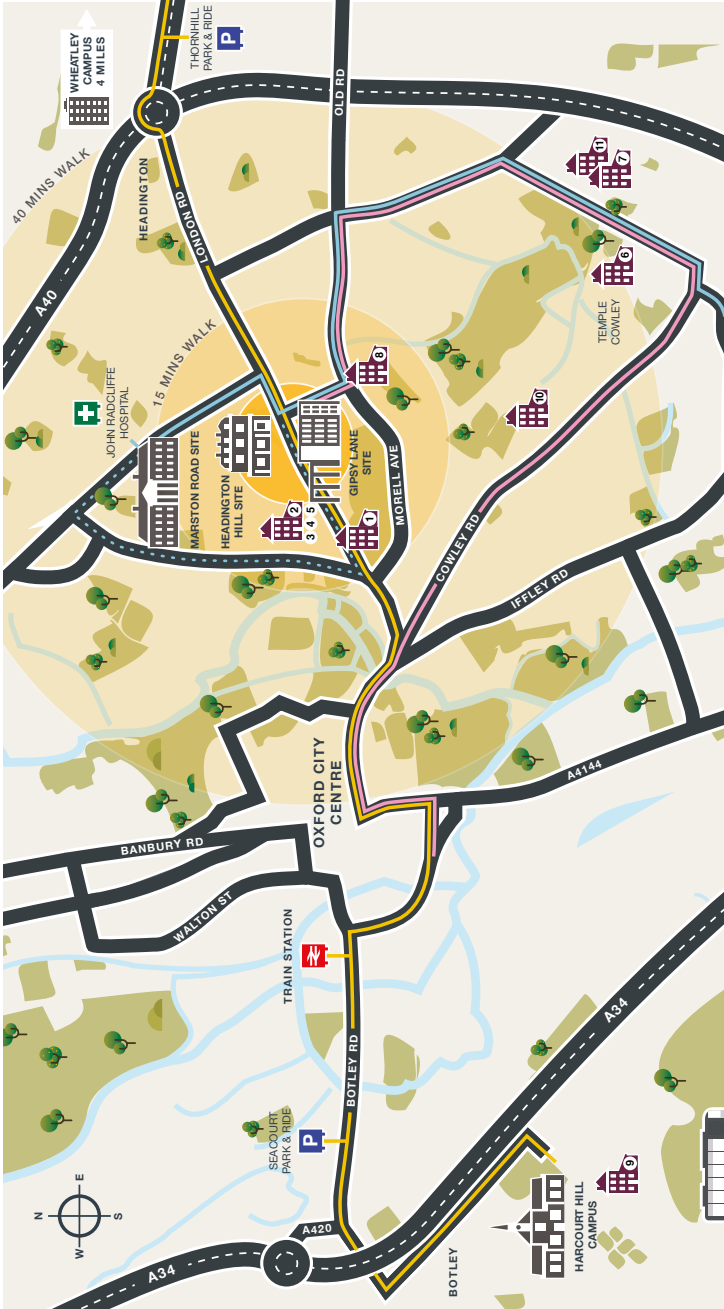 WHEATLEY
CAMPUS
4 MILES
THORNHILL
PARK & RIDE
P
40 MINS WALK
HEADINGTON
OLD RD
A40
LONDON RD
15 MINS WALK
JOHN RADCLIFFE
HOSPITAL
MARSTON ROAD SITE
HEADINGTON
HILL SITE
GIPSY LANE
SITE
MORELL AVE
1
2
3 4 5
8
11
7
6
TEMPLE
COWLEY
10
COWLEY RD
IFFLEY RD
OXFORD CITY
CENTRE
A4144
BANBURY RD
WALTON ST
TRAIN STATION
BOTLEY RD
A34
SEACOURT
PARK & RIDE
P
N
E
S
W
A420
A34
BOTLEY
HARCOURT HILL
CAMPUS
9